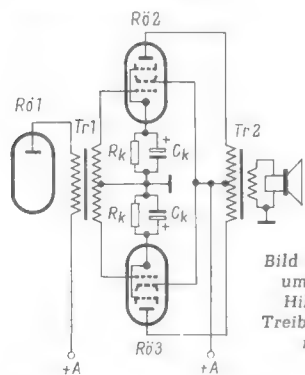 Rö2
Rö1
Tr1
Tr2
Rk
+
Ck
Rk
Ck
+
Rö3
+A
+A
Bild
um
Hi
Treib